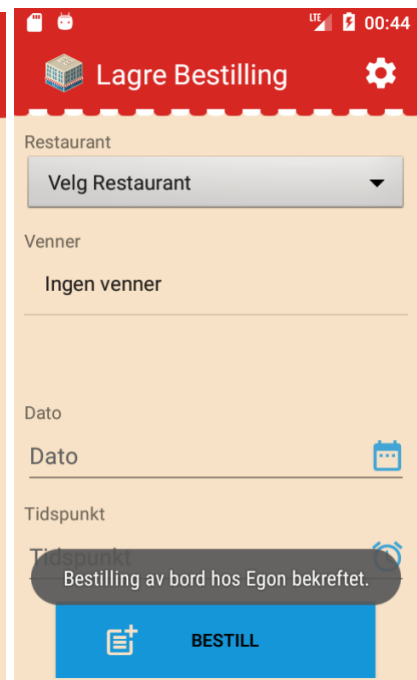 LTE 00:44
Lagre Bestilling
Restaurant
Velg Restaurant
Venner
Ingen venner
Dato
Dato
Tidspunkt
Tidspunkt
Bestilling av bord hos Egon bekreftet.
BESTILL